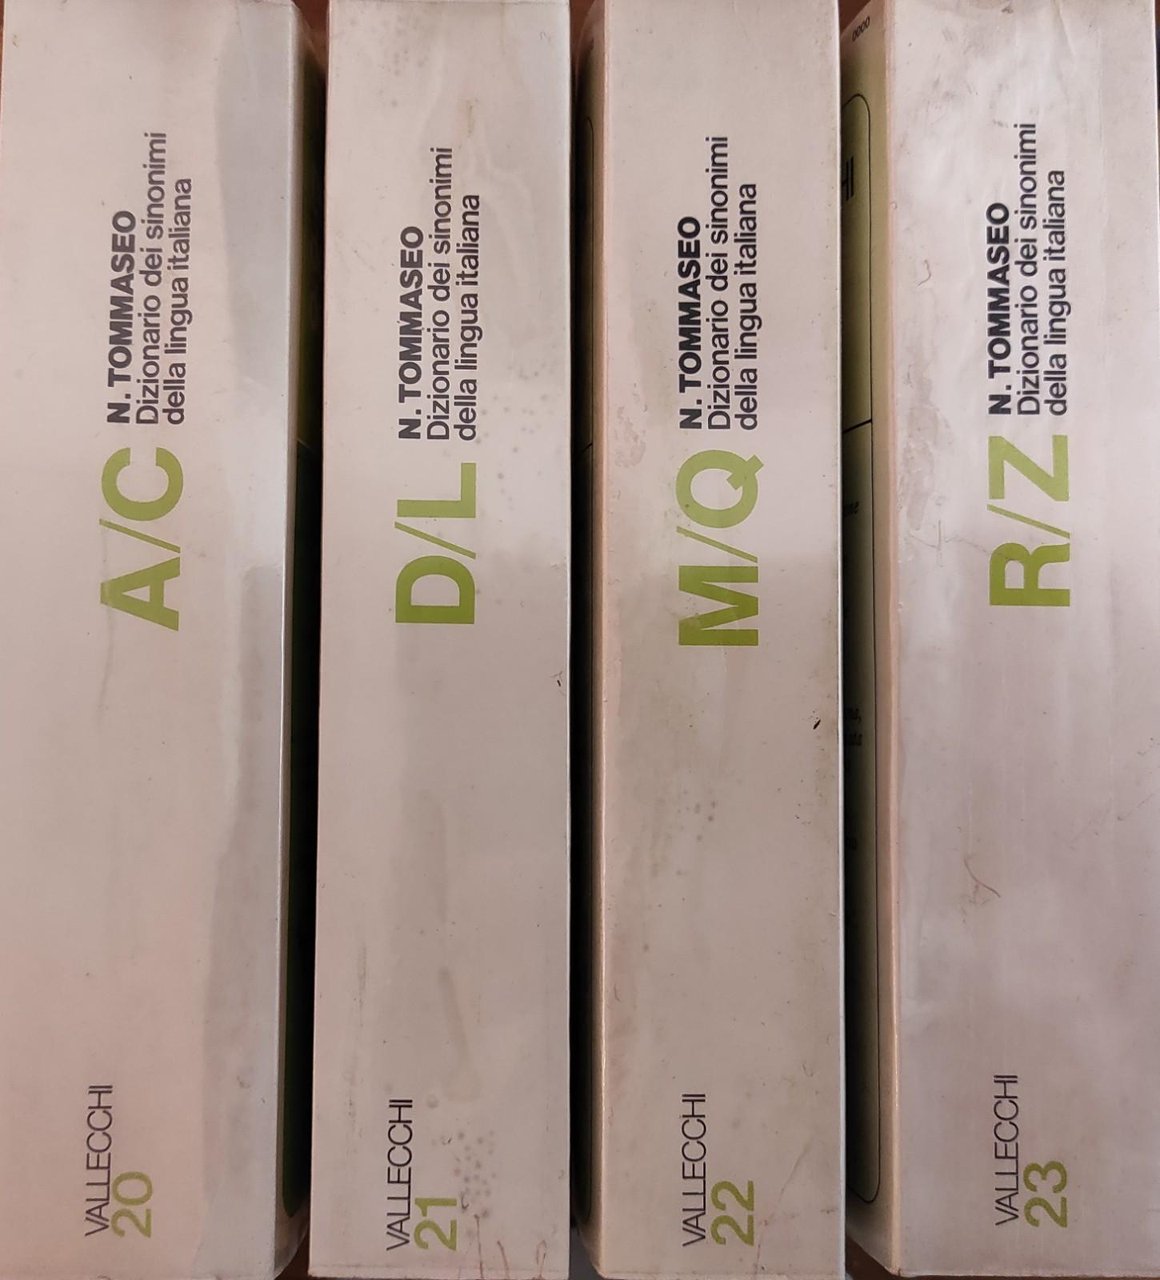 A/C
N. TOMMASEO
Dizionario dei sinonimi
della lingua italiana
VALLECCHI
20
D/L
N. TOMMASEO
Dizionario dei sinonimi
della lingua italiana
VALLECCHI
21
M/Q
N. TOMMASEO
Dizionario dei sinonimi
della lingua italiana
VALLECCHI
22
R/Z
N. TOMMASEO
Dizionario dei sinonimi
della lingua italiana
VALLECCHI
23